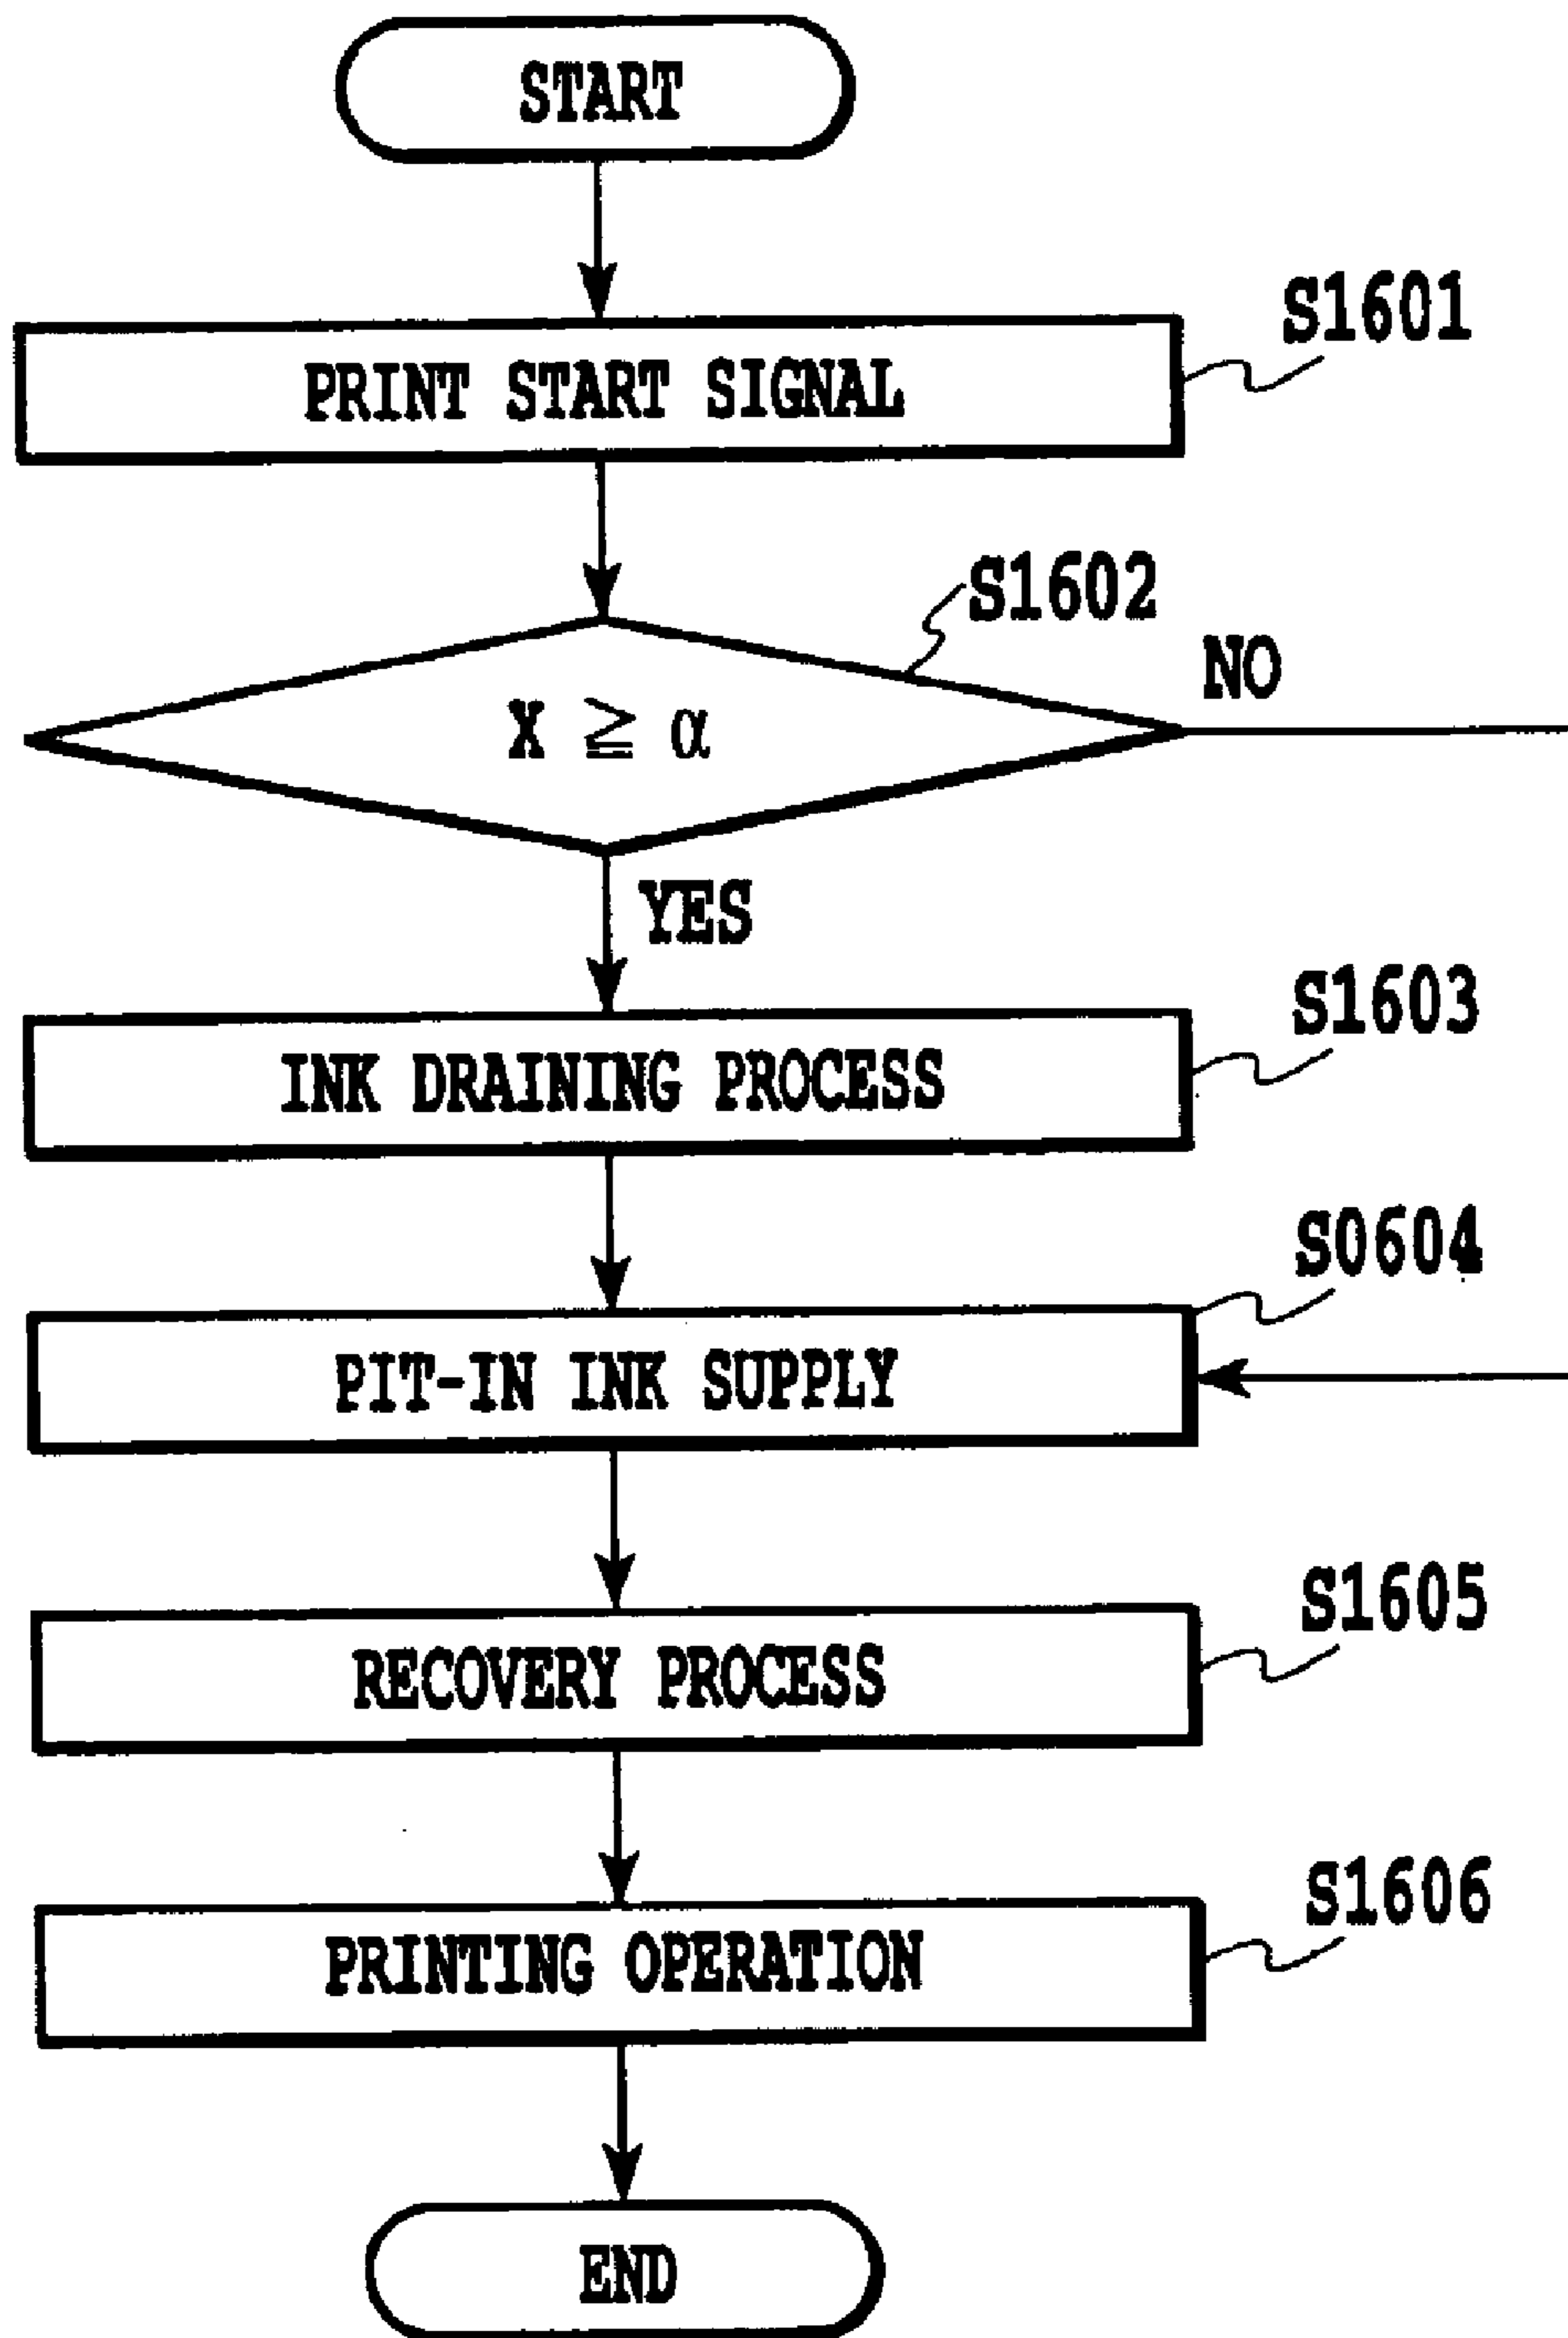 START
PRINT START SIGNAL
S1601
X ≧ α
S1602
NO
YES
INK DRAINING PROCESS
S1603
PIT-IN INK SUPPLY
S0604
RECOVERY PROCESS
S1605
PRINTING OPERATION
S1606
END